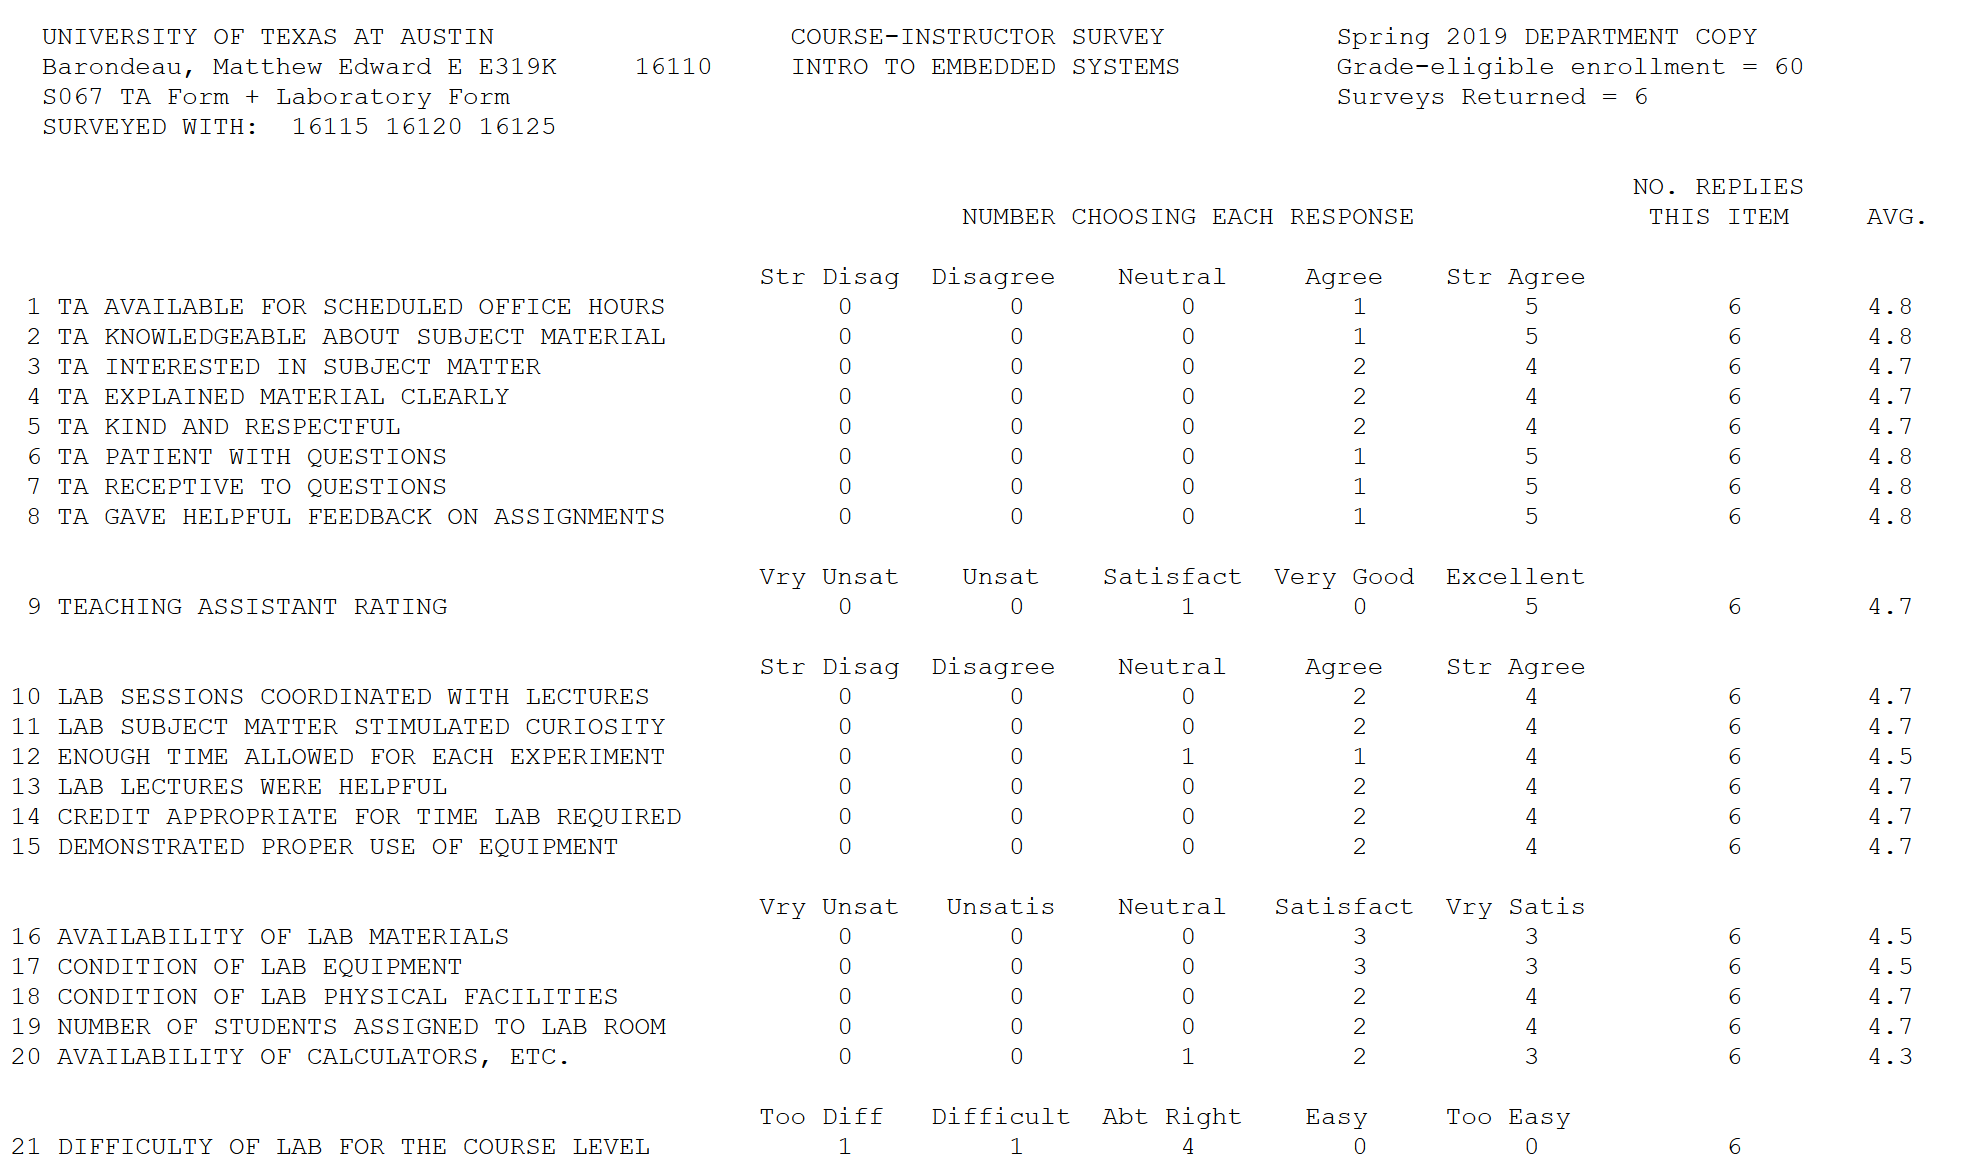 UNIVERSITY OF TEXAS AT AUSTIN COURSE-INSTRUCTOR SURVEY Spring 2019 DEPARTMENT COPY
Barondeau, Matthew Edward E E319K 16110 INTRO TO EMBEDDED SYSTEMS Grade-eligible enrollment = 60
S067 TA Form + Laboratory Form Surveys Returned = 6
SURVEYED WITH: 16115 16120 16125
NO. REPLIES
NUMBER CHOOSING EACH RESPONSE THIS ITEM AVG.
Str Disag Disagree Neutral Agree Str Agree
1 TA AVAILABLE FOR SCHEDULED OFFICE HOURS 0 0 0 1 5 6 4.8
2 TA KNOWLEDGEABLE ABOUT SUBJECT MATERIAL 0 0 0 1 5 6 4.8
3 TA INTERESTED IN SUBJECT MATTER 0 0 0 2 4 6 4.7
4 TA EXPLAINED MATERIAL CLEARLY 0 0 0 2 4 6 4.7
5 TA KIND AND RESPECTFUL 0 0 0 2 4 6 4.7
6 TA PATIENT WITH QUESTIONS 0 0 0 1 5 6 4.8
7 TA RECEPTIVE TO QUESTIONS 0 0 0 1 5 6 4.8
8 TA GAVE HELPFUL FEEDBACK ON ASSIGNMENTS 0 0 0 1 5 6 4.8
Vry Unsat Unsat Satisfact Very Good Excellent
9 TEACHING ASSISTANT RATING 0 0 1 0 5 6 4.7
Str Disag Disagree Neutral Agree Str Agree
10 LAB SESSIONS COORDINATED WITH LECTURES 0 0 0 2 4 6 4.7
11 LAB SUBJECT MATTER STIMULATED CURIOSITY 0 0 0 2 4 6 4.7
12 ENOUGH TIME ALLOWED FOR EACH EXPERIMENT 0 0 1 1 4 6 4.5
13 LAB LECTURES WERE HELPFUL 0 0 0 2 4 6 4.7
14 CREDIT APPROPRIATE FOR TIME LAB REQUIRED 0 0 0 2 4 6 4.7
15 DEMONSTRATED PROPER USE OF EQUIPMENT 0 0 0 2 4 6 4.7
Vry Unsat Unsatis Neutral Satisfact Vry Satis
16 AVAILABILITY OF LAB MATERIALS 0 0 0 3 3 6 4.5
17 CONDITION OF LAB EQUIPMENT 0 0 0 3 3 6 4.5
18 CONDITION OF LAB PHYSICAL FACILITIES 0 0 0 2 4 6 4.7
19 NUMBER OF STUDENTS ASSIGNED TO LAB ROOM 0 0 0 2 4 6 4.7
20 AVAILABILITY OF CALCULATORS, ETC. 0 0 1 2 3 6 4.3
Too Diff Difficult Abt Right Easy Too Easy
21 DIFFICULTY OF LAB FOR THE COURSE LEVEL 1 1 4 0 0 6